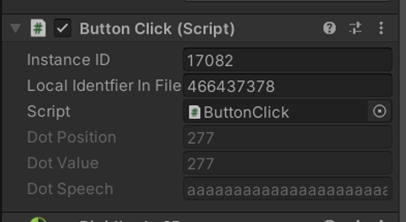 Button Click (Script)
Instance ID 17082
Local Identfier In File 466437378
Script ButtonClick
Dot Position 277
Dot Value 277
Dot Speech